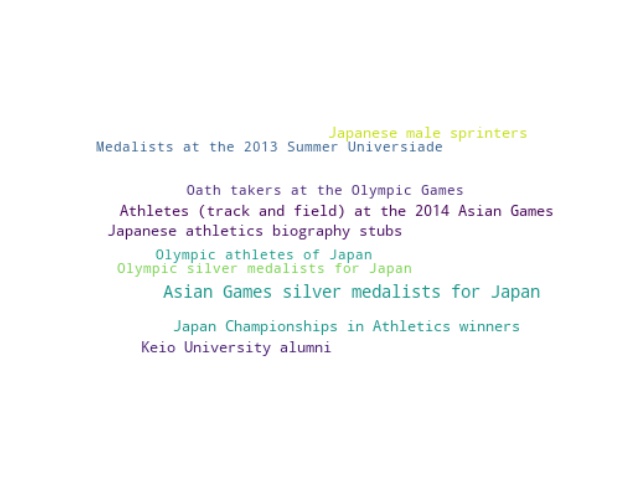 Japanese male sprinters
Medalists at the 2013 Summer Universiade
Oath takers at the Olympic Games
Athletes (track and field) at the 2014 Asian Games
Japanese athletics biography stubs
Olympic athletes of Japan
Olympic silver medalists for Japan
Asian Games silver medalists for Japan
Japan Championships in Athletics winners
Keio University alumni